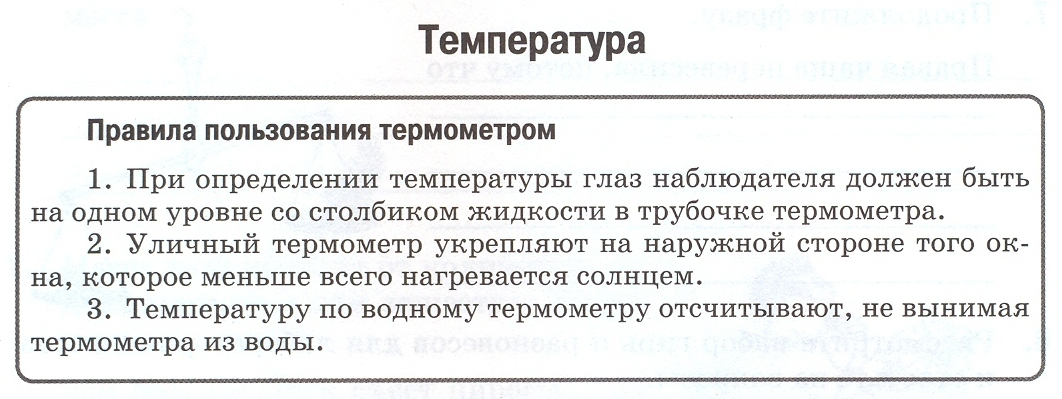 Температура
Правила пользования термометром
1. При определении температуры глаз наблюдателя должен быть
на одном уровне со столбиком жидкости в трубочке термометра.
2. Уличный термометр укрепляют на наружной стороне того ок-
на, которое меньше всего нагревается солнцем.
3. Температуру по водному термометру отсчитывают, не вынимая
термометра из воды.